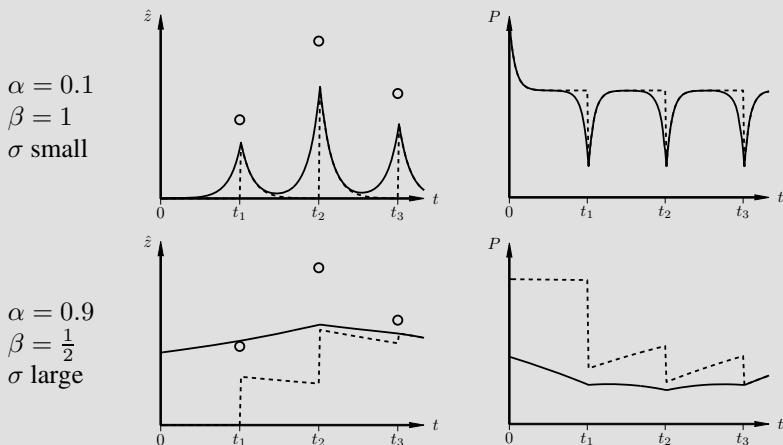 ẑ
P
α = 0.1
β = 1
σ small
0 t₁ t₂ t₃ t
0 t₁ t₂ t₃ t
ẑ
P
α = 0.9
β = ½
σ large
0 t₁ t₂ t₃ t
0 t₁ t₂ t₃ t